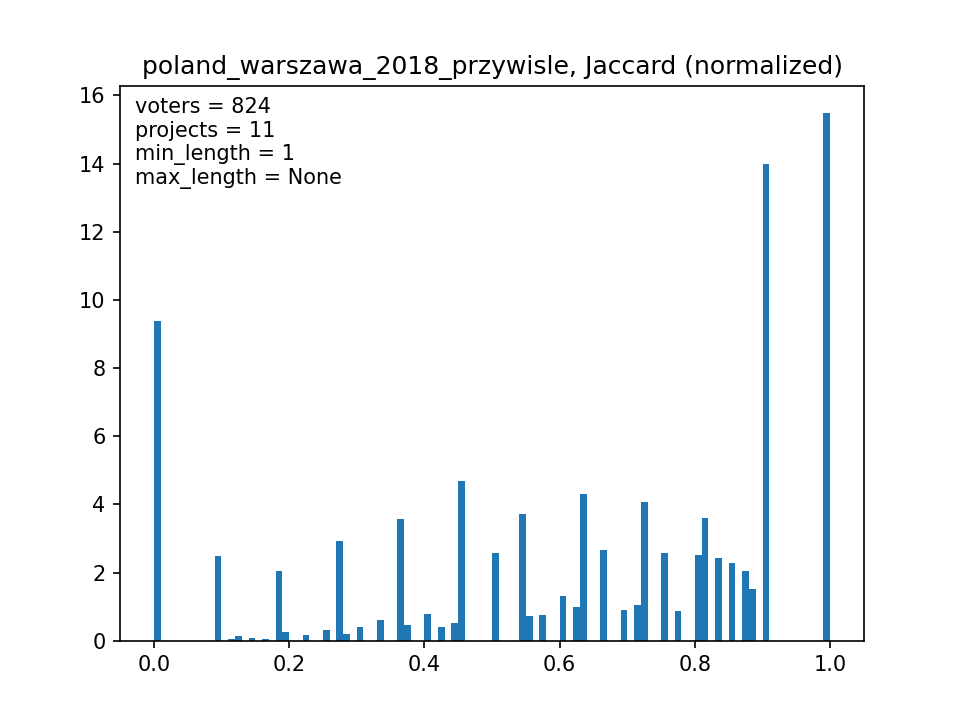 poland_warszawa_2018_przywisle, Jaccard (normalized)
voters = 824
projects = 11
min_length = 1
max_length = None
16
14
12
10
8
6
4
2
0
0.0 0.2 0.4 0.6 0.8 1.0